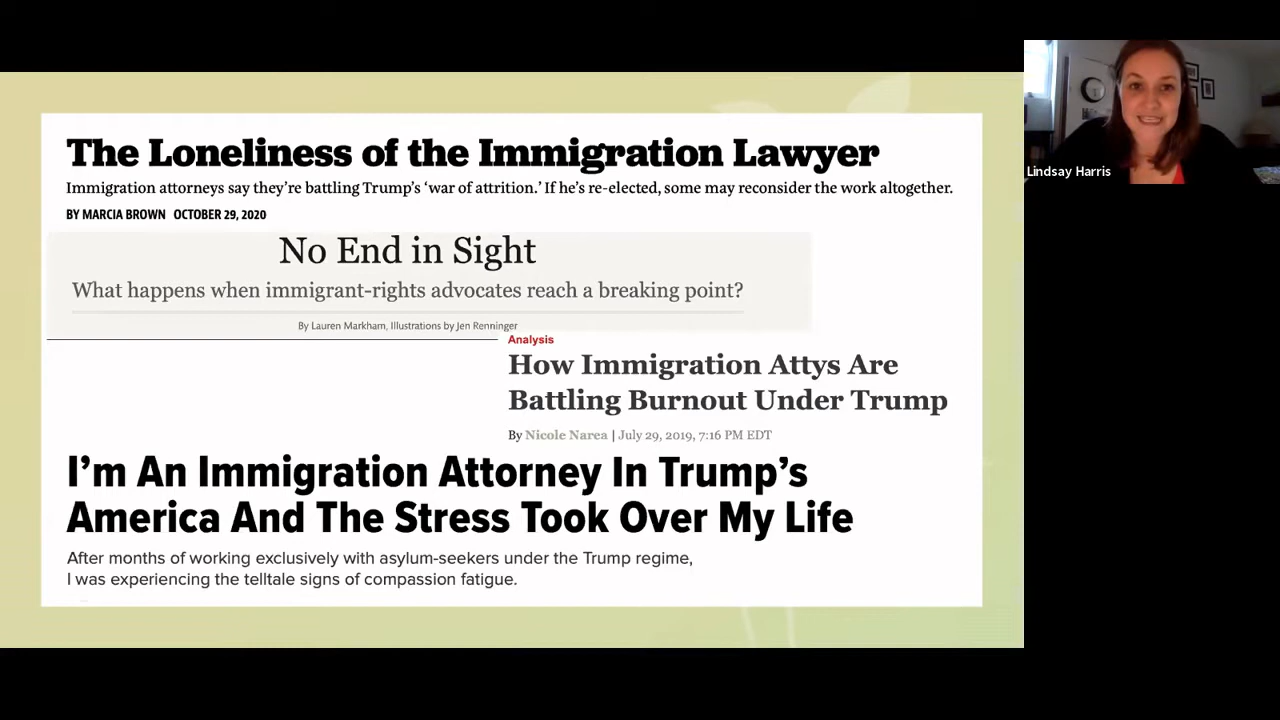 The Loneliness of the Immigration Lawyer
Immigration attorneys say they're battling Trump's 'war of attrition.' If he's re-elected, some may reconsider the work altogether.
BY MARCIA BROWN OCTOBER 29, 2020
No End in Sight
What happens when immigrant-rights advocates reach a breaking point?
By Lauren Markham, Illustrations by Jen Renninger
Analysis
How Immigration Attys Are
Battling Burnout Under Trump
By Nicole Narea | July 29, 2019, 7:16 PM EDT
I'm An Immigration Attorney In Trump's
America And The Stress Took Over My Life
After months of working exclusively with asylum-seekers under the Trump regime,
I was experiencing the telltale signs of compassion fatigue.
Lindsay Harris